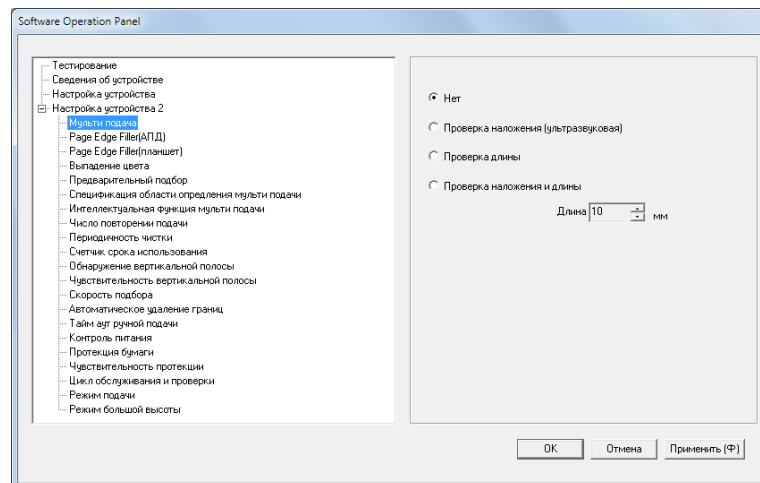 Software Operation Panel
Тестирование
Сведения об устройстве
Настройка устройства
Настройка устройства 2
Мульти подача
Page Edge Filler(АПД)
Page Edge Filler(планшет)
Выпадение цвета
Предварительный подбор
Спецификация области опредления мульти подачи
Интеллектуальная функция мульти подачи
Число повторении подачи
Периодичность чистки
Счетчик срока использования
Обнаружение вертикальной полосы
Чувствительность вертикальной полосы
Скорость подбора
Автоматическое удаление границ
Тайм аут ручной подачи
Контроль питания
Протекция бумаги
Чувствительность протекции
Цикл обслуживания и проверки
Режим подачи
Режим большой высоты
Нет
Проверка наложения (ультразвуковая)
Проверка длины
Проверка наложения и длины
Длина 10 мм
OK Отмена Применить (Ф)